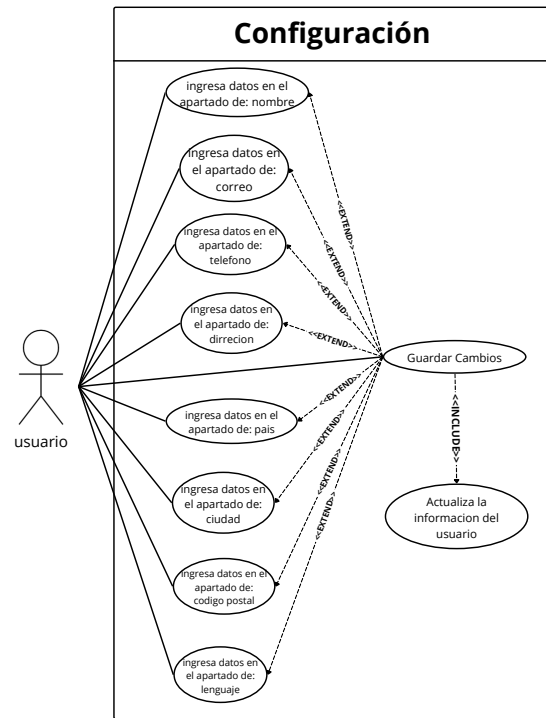 Configuración
ingresa datos en el
apartado de: nombre
ingresa datos en
el apartado de:
correo
ingresa datos en el
apartado de:
telefono
ingresa datos en
el apartado de:
dirrecion
ingresa datos en el
apartado de: pais
ingresa datos en
el apartado de:
ciudad
ingresa datos en el
apartado de:
codigo postal
ingresa datos en
el apartado de:
lenguaje
usuario
<<EXTEND>>
<<EXTEND>>
<<EXTEND>>
<<EXTEND>>
<<EXTEND>>
<<EXTEND>>
<<EXTEND>>
<<EXTEND>>
Guardar Cambios
<<INCLUDE>>
Actualiza la
informacion del
usuario